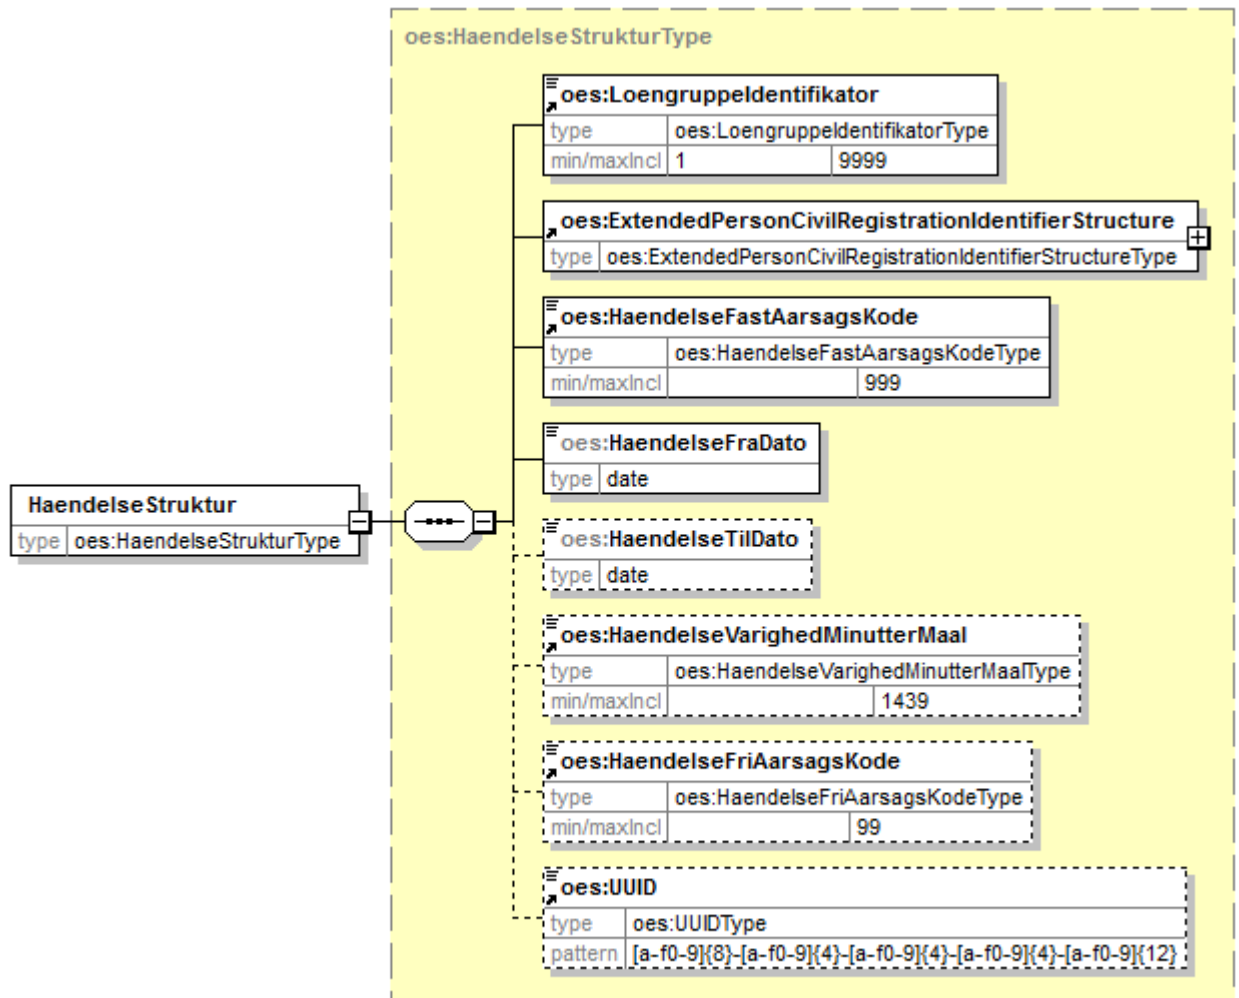 oes:HaendelseStrukturType
oes:LoengruppeIdentifikator
type oes:LoengruppeIdentifikatorType
min/maxIncl 1 9999
oes:ExtendedPersonCivilRegistrationIdentifierStructure
type oes:ExtendedPersonCivilRegistrationIdentifierStructureType
oes:HaendelseFastAarsagsKode
type oes:HaendelseFastAarsagsKodeType
min/maxIncl 999
oes:HaendelseFraDato
type date
HaendelseStruktur
type oes:HaendelseStrukturType
oes:HaendelseTilDato
type date
oes:HaendelseVarighedMinutterMaal
type oes:HaendelseVarighedMinutterMaalType
min/maxIncl 1439
oes:HaendelseFriAarsagsKode
type oes:HaendelseFriAarsagsKodeType
min/maxIncl 99
oes:UUID
type oes:UUIDType
pattern [a-f0-9]{8}-[a-f0-9]{4}-[a-f0-9]{4}-[a-f0-9]{4}-[a-f0-9]{12}